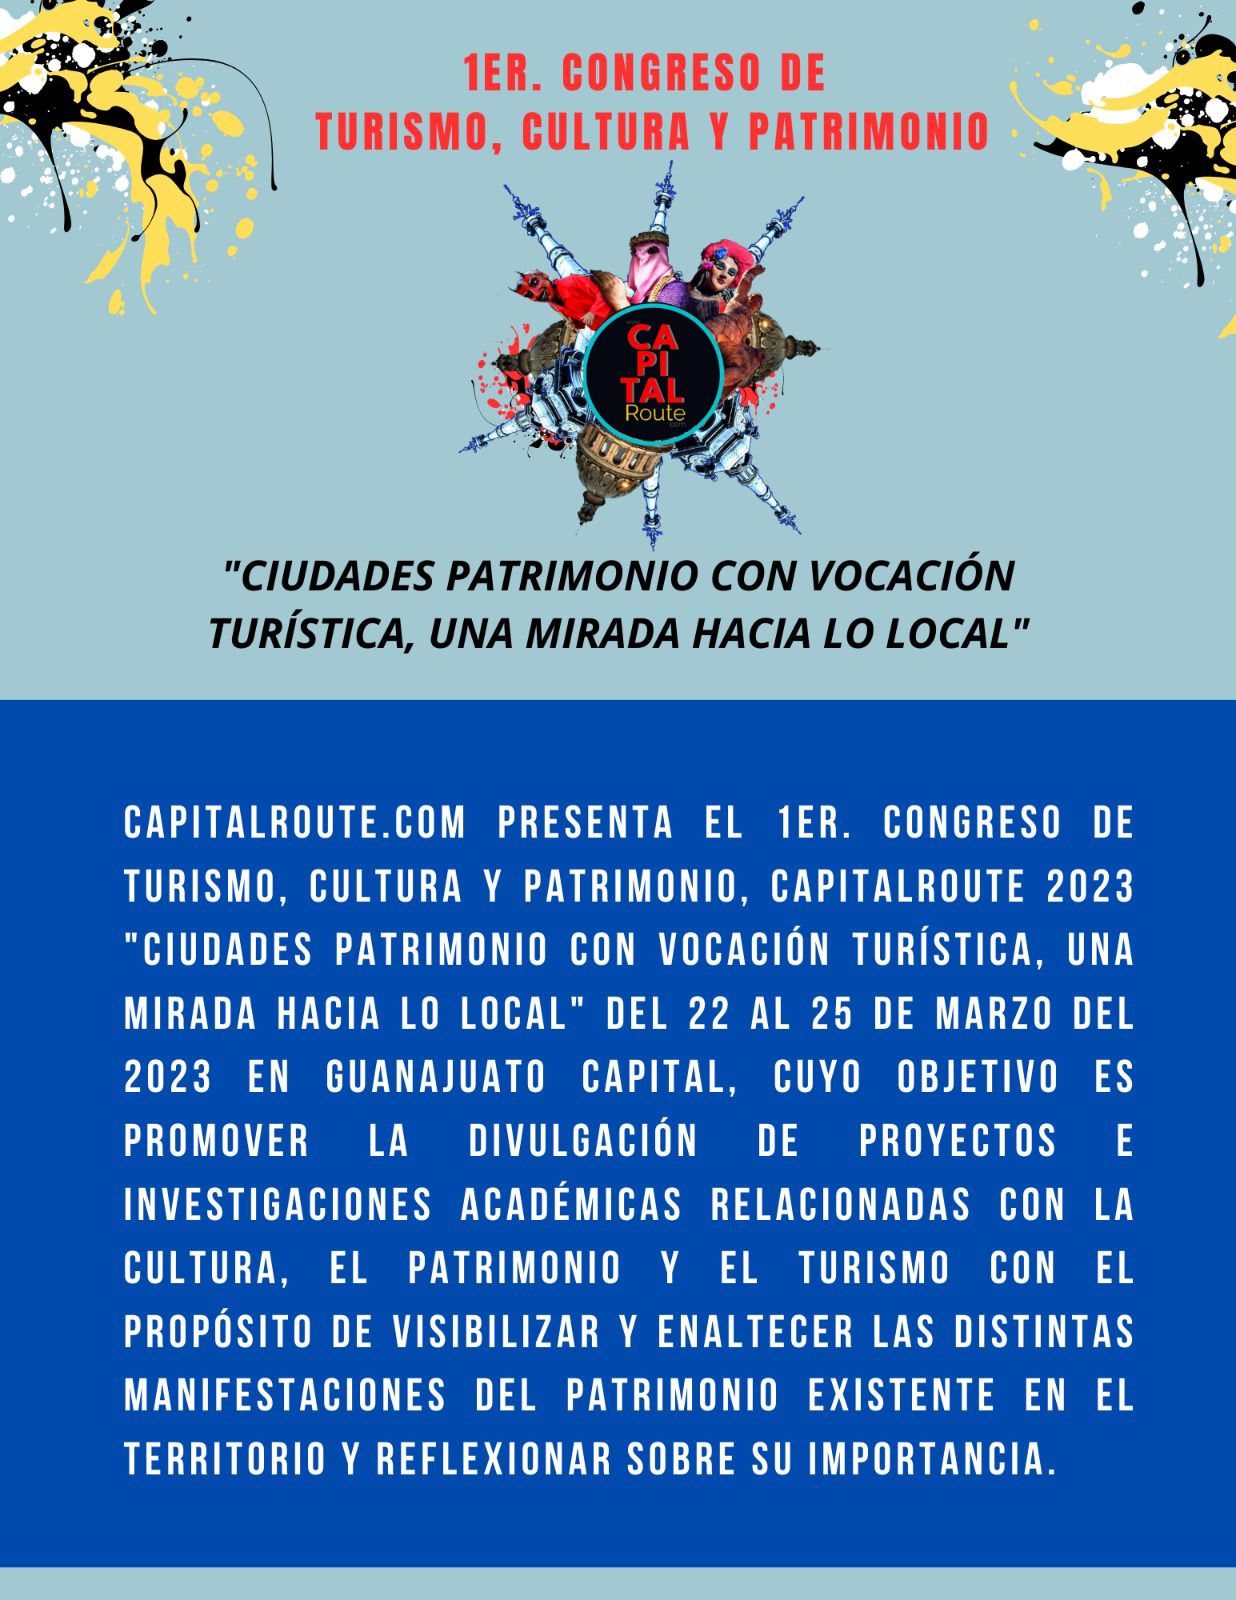 1ER. CONGRESO DE
TURISMO, CULTURA Y PATRIMONIO
CA
PI
TAL
Route
.com
"CIUDADES PATRIMONIO CON VOCACIÓN
TURÍSTICA, UNA MIRADA HACIA LO LOCAL"
CAPITALROUTE.COM PRESENTA EL 1ER. CONGRESO DE
TURISMO, CULTURA Y PATRIMONIO, CAPITALROUTE 2023
"CIUDADES PATRIMONIO CON VOCACIÓN TURÍSTICA, UNA
MIRADA HACIA LO LOCAL" DEL 22 AL 25 DE MARZO DEL
2023 EN GUANAJUATO CAPITAL, CUYO OBJETIVO ES
PROMOVER LA DIVULGACIÓN DE PROYECTOS E
INVESTIGACIONES ACADÉMICAS RELACIONADAS CON LA
CULTURA, EL PATRIMONIO Y EL TURISMO CON EL
PROPÓSITO DE VISIBILIZAR Y ENALTECER LAS DISTINTAS
MANIFESTACIONES DEL PATRIMONIO EXISTENTE EN EL
TERRITORIO Y REFLEXIONAR SOBRE SU IMPORTANCIA.